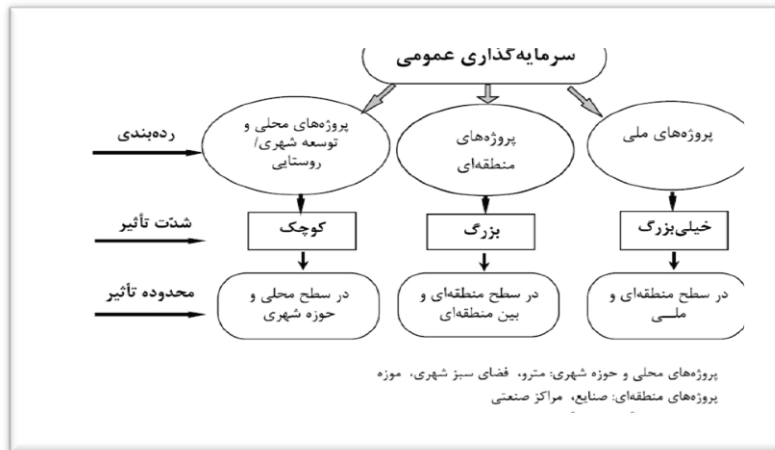 سرمایه‌گذاری عمومی
رده‌بندی
پروژه‌های ملی
پروژه‌های
منطقه‌ای
پروژه‌های محلی و
توسعه شهری/
روستایی
شدّت تأثیر
خیلی‌بزرگ
بزرگ
کوچک
محدوده تأثیر
در سطح منطقه‌ای و
ملــی
در سطح منطقه‌ای و
بین منطقه‌ای
در سطح محلی و
حوزه شهری
پروژه‌های محلی و حوزه شهری: مترو، فضای سبز شهری، موزه
پروژه‌های منطقه‌ای: صنایع، مراکز صنعتی